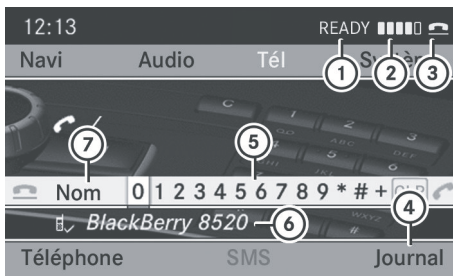 12:13 READY
Navi Audio Tél
1 2 3
7 5
Nom 0 1 2 3 4 5 6 7 8 9 * # +
4
BlackBerry 8520 6
Téléphone SMS Journal